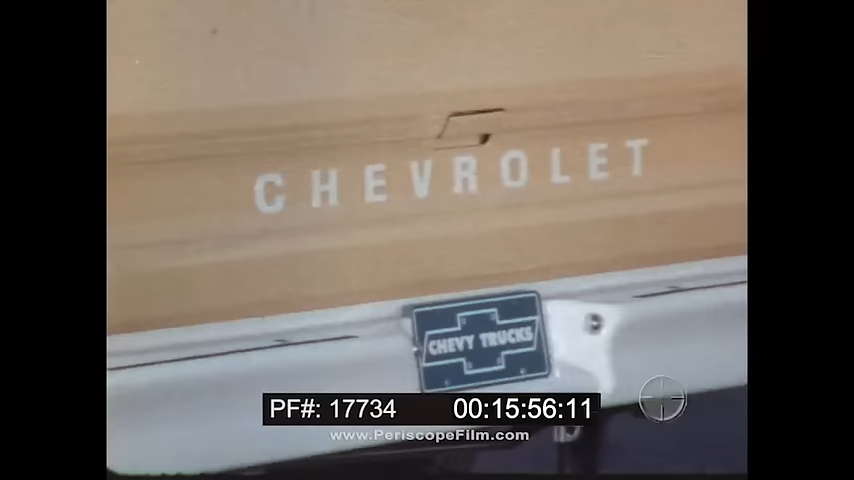 CHEVROLET
CHEVY TRUCKS
PF#: 17734 00:15:56:11
www.PeriscopeFilm.com